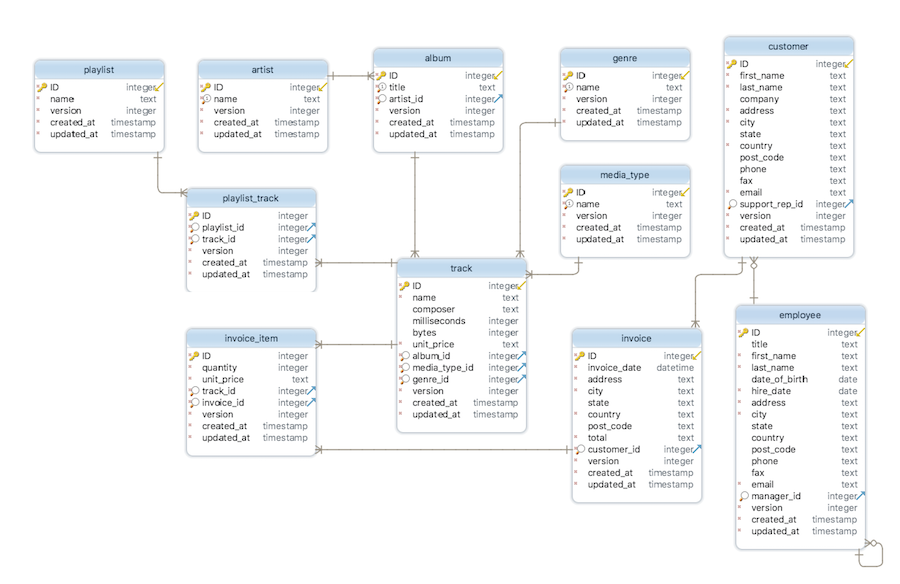 playlist
ID integer
name text
version integer
created_at timestamp
updated_at timestamp
artist
ID integer
name text
version integer
created_at timestamp
updated_at timestamp
album
ID integer
title text
artist_id integer
version integer
created_at timestamp
updated_at timestamp
genre
ID integer
name text
version integer
created_at timestamp
updated_at timestamp
customer
ID integer
first_name text
last_name text
company text
address text
city text
state text
country text
post_code text
phone text
fax text
email text
support_rep_id integer
version integer
created_at timestamp
updated_at timestamp
media_type
ID integer
name text
version integer
created_at timestamp
updated_at timestamp
playlist_track
ID integer
playlist_id integer
track_id integer
version integer
created_at timestamp
updated_at timestamp
track
ID integer
name text
composer text
milliseconds integer
bytes integer
unit_price text
album_id integer
media_type_id integer
genre_id integer
version integer
created_at timestamp
updated_at timestamp
invoice_item
ID integer
quantity integer
unit_price text
track_id integer
invoice_id integer
version integer
created_at timestamp
updated_at timestamp
invoice
ID integer
invoice_date datetime
address text
city text
state text
country text
post_code text
total text
customer_id integer
version integer
created_at timestamp
updated_at timestamp
employee
ID integer
title text
first_name text
last_name text
date_of_birth date
hire_date date
address text
city text
state text
country text
post_code text
phone text
fax text
email text
manager_id integer
version integer
created_at timestamp
updated_at timestamp